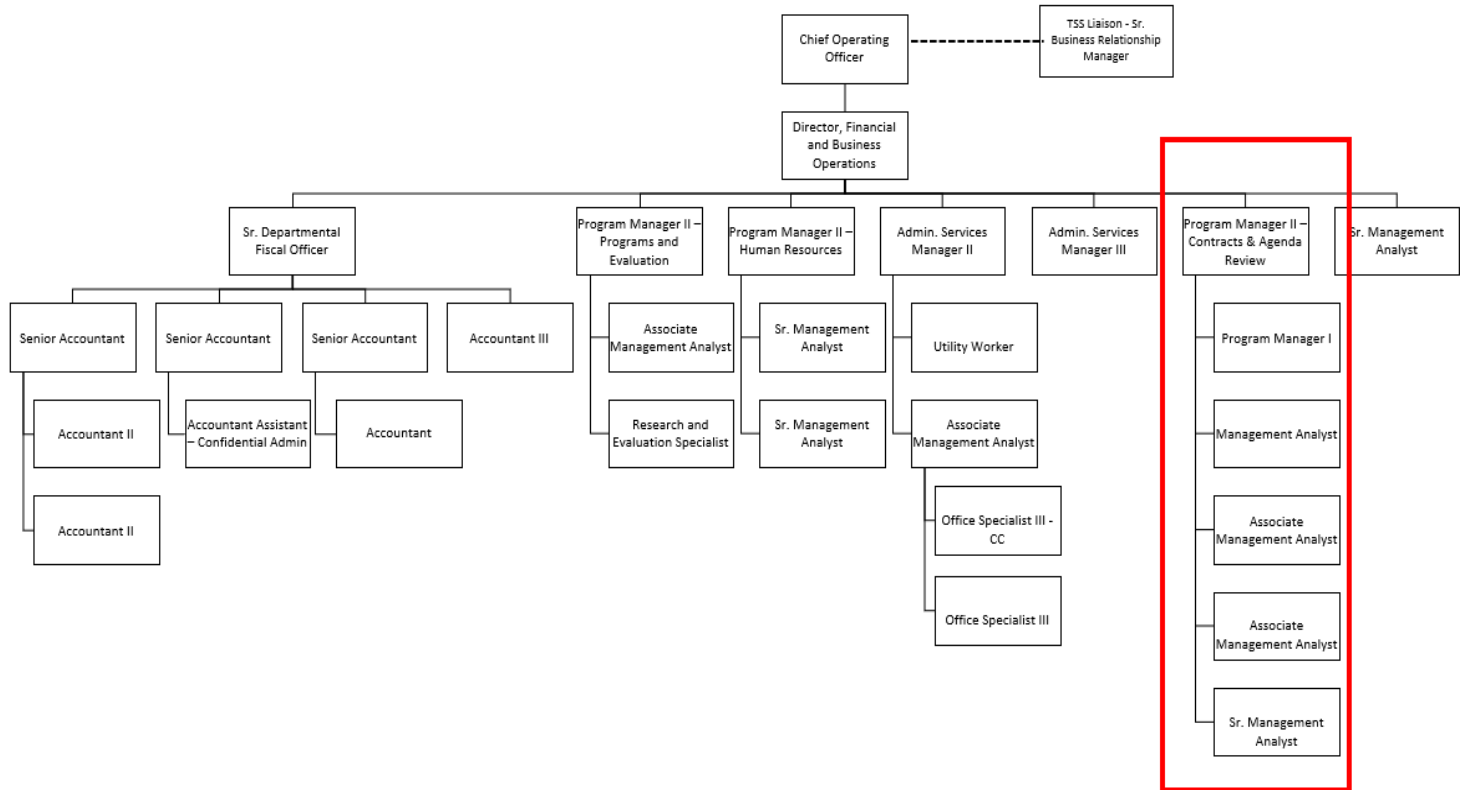 Chief Operating
Officer
TSS Liaison - Sr.
Business Relationship
Manager
Director, Financial
and Business
Operations
Sr. Departmental
Fiscal Officer
Program Manager II –
Programs and
Evaluation
Program Manager II –
Human Resources
Admin. Services
Manager II
Admin. Services
Manager III
Program Manager II –
Contracts & Agenda
Review
Sr. Management
Analyst
Senior Accountant
Senior Accountant
Senior Accountant
Accountant III
Associate
Management Analyst
Sr. Management
Analyst
Utility Worker
Program Manager I
Accountant II
Accountant Assistant
– Confidential Admin
Accountant
Research and
Evaluation Specialist
Sr. Management
Analyst
Associate
Management Analyst
Management Analyst
Accountant II
Office Specialist III -
CC
Associate
Management Analyst
Office Specialist III
Associate
Management Analyst
Sr. Management
Analyst